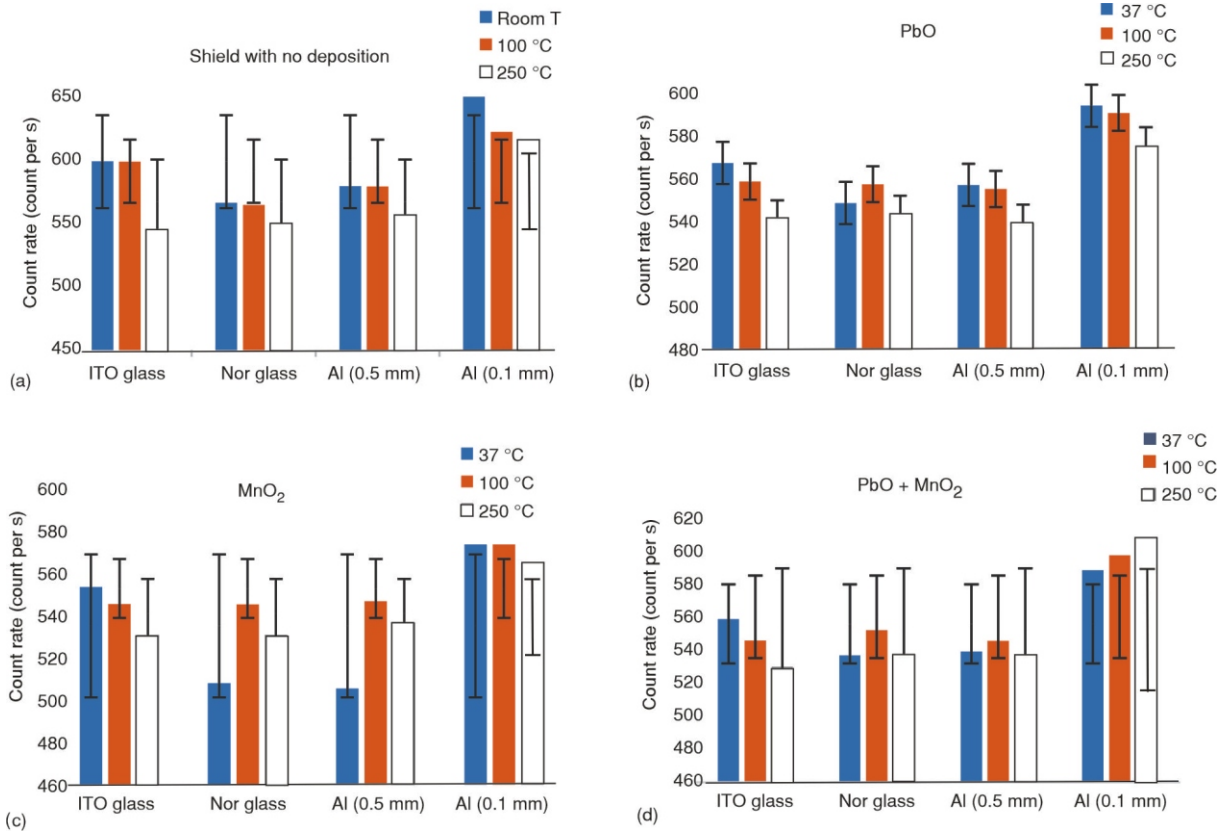 Room T
100 °C
250 °C
Shield with no deposition
Count rate (count per s)
650
600
550
500
450
ITO glass
Nor glass
Al (0.5 mm)
Al (0.1 mm)
(a)
37 °C
100 °C
250 °C
PbO
Count rate (count per s)
600
580
560
540
520
500
480
ITO glass
Nor glass
Al (0.5 mm)
Al (0.1 mm)
(b)
37 °C
100 °C
250 °C
MnO₂
Count rate (count per s)
600
580
560
540
520
500
480
460
ITO glass
Nor glass
Al (0.5 mm)
Al (0.1 mm)
(c)
37 °C
100 °C
250 °C
PbO + MnO₂
Count rate (count per s)
620
600
580
560
540
520
500
480
460
ITO glass
Nor glass
Al (0.5 mm)
Al (0.1 mm)
(d)